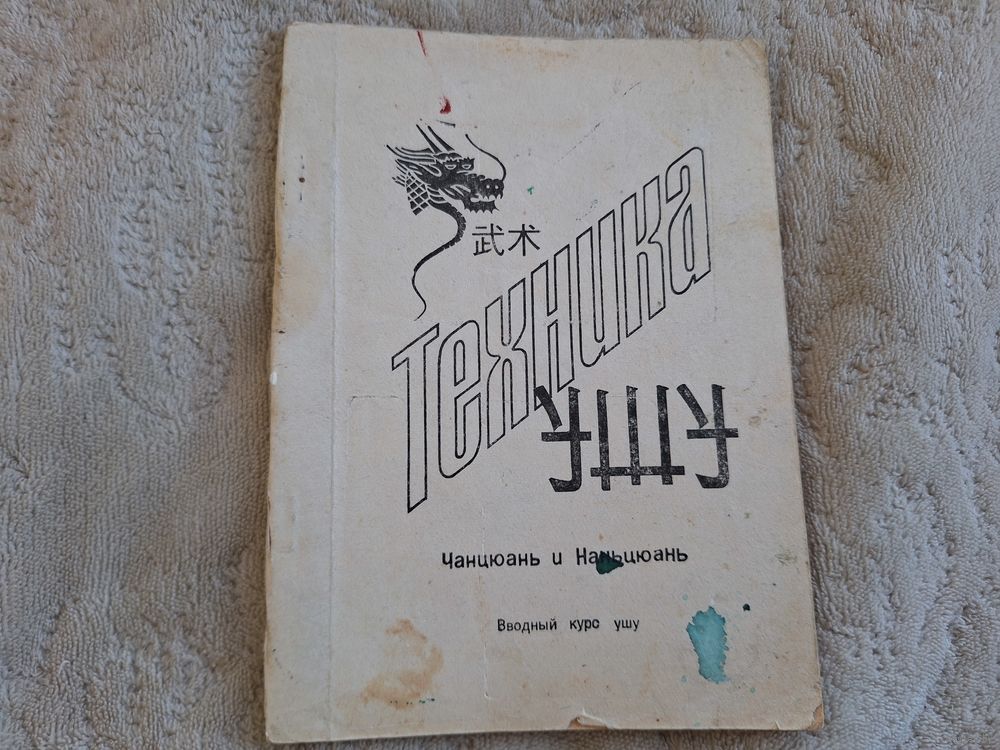 武术
Техника
УШУ
Чанцюань и Наньцюань
Вводный курс ушу